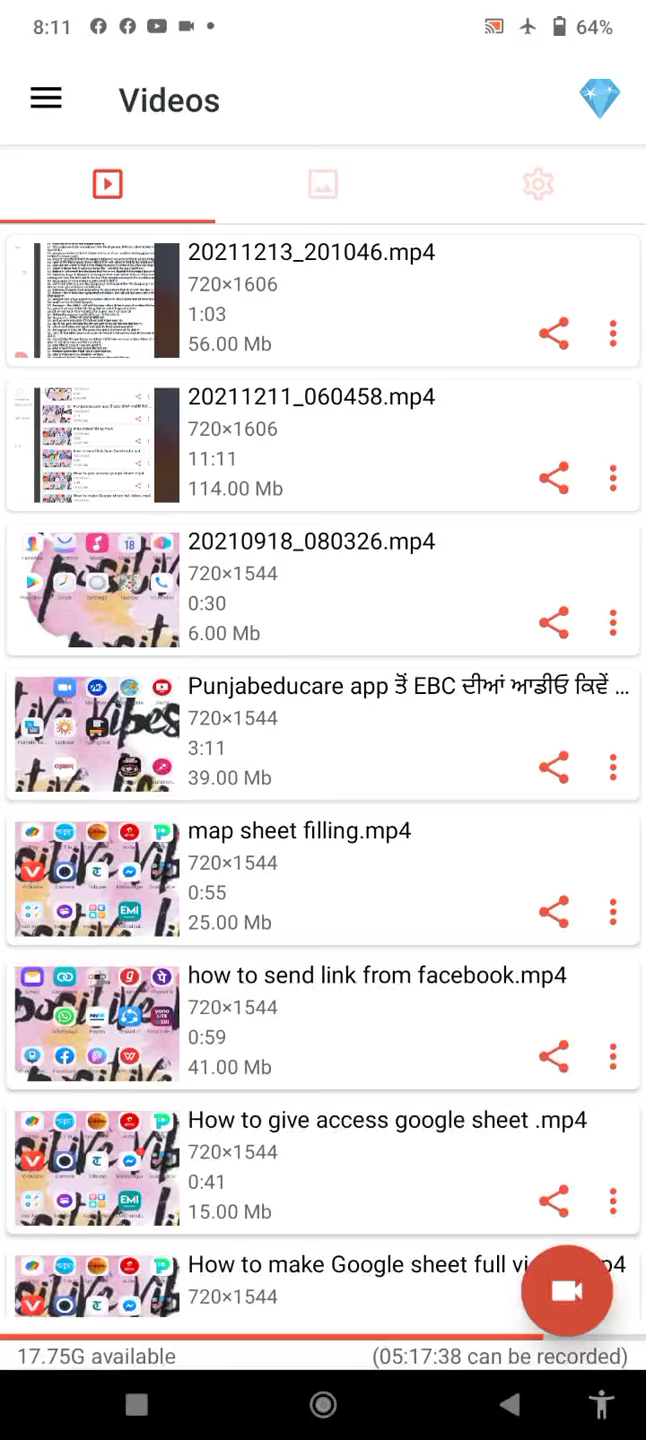 8:11
64%
Videos
20211213_201046.mp4
720×1606
1:03
56.00 Mb
20211211_060458.mp4
720×1606
11:11
114.00 Mb
20210918_080326.mp4
720×1544
0:30
6.00 Mb
Punjabeducare app ਤੋਂ EBC ਦੀਆਂ ਆਡੀਓ ਕਿਵੇਂ ...
720×1544
3:11
39.00 Mb
map sheet filling.mp4
720×1544
0:55
25.00 Mb
how to send link from facebook.mp4
720×1544
0:59
41.00 Mb
How to give access google sheet .mp4
720×1544
0:41
15.00 Mb
How to make Google sheet full vi
720×1544
17.75G available
(05:17:38 can be recorded)